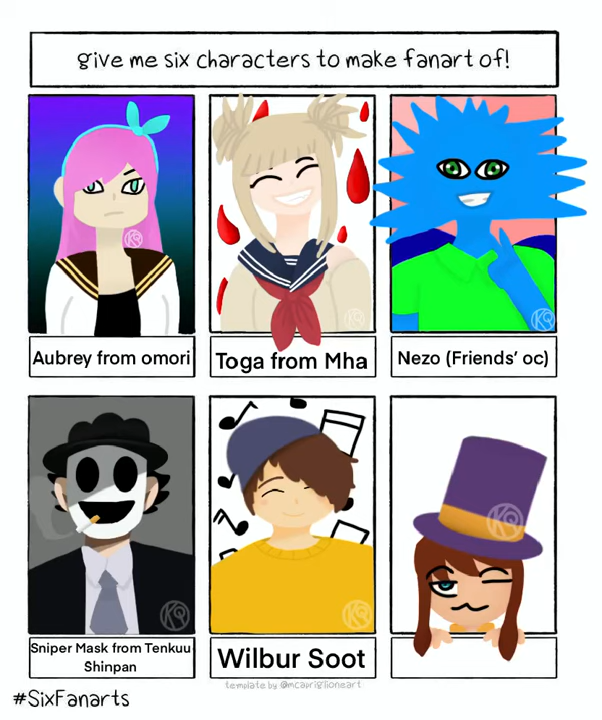 give me six characters to make fanart of!
Aubrey from omori
Toga from Mha
Nezo (Friends' oc)
Sniper Mask from Tenkuu
Shinpan
Wilbur Soot
template by @mcapriglioneart
#SixFanarts